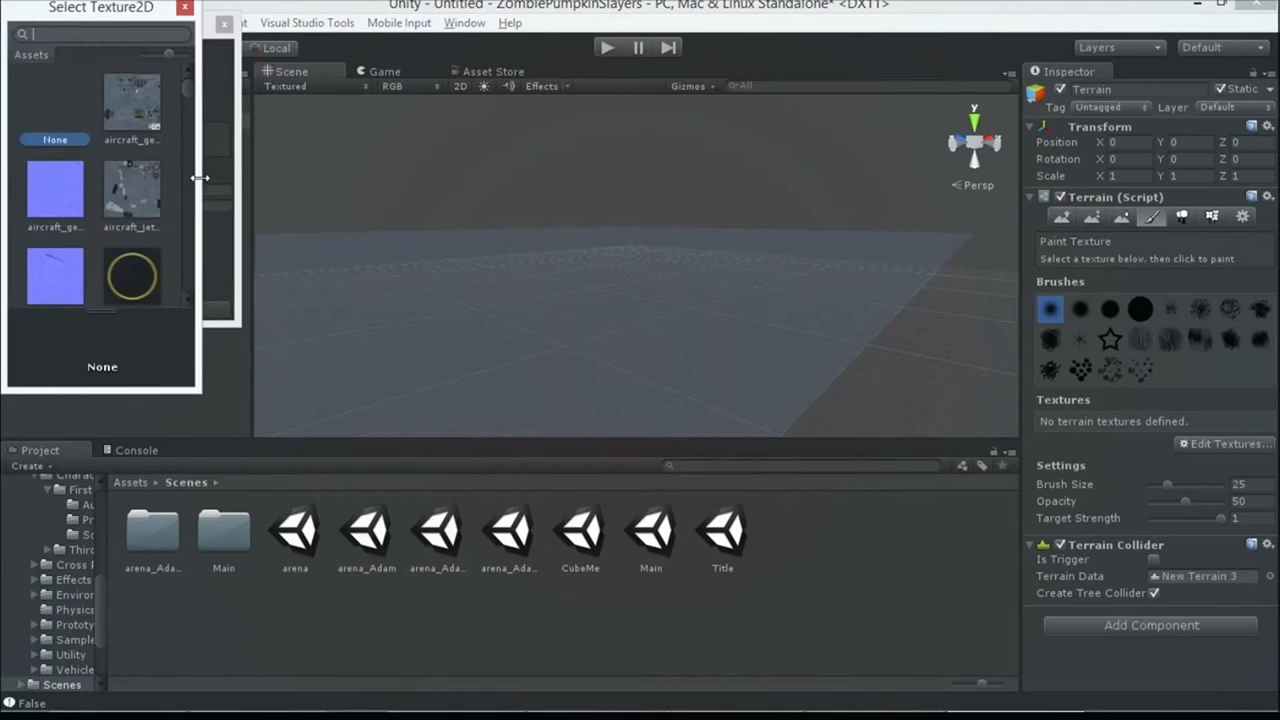 Select Texture2D
Unity - Untitled - ZombiePumpkinSlayers - PC, Mac & Linux Standalone* <DX11>
Visual Studio Tools
Mobile Input
Window
Help
Assets
Local
Layers
Default
Scene
Game
Asset Store
Inspector
Textured
RGB
2D
Effects
Gizmos
All
Terrain
Static
Tag
Untagged
Layer
Default
None
aircraft_ge...
Transform
Position X 0 Y 0 Z 0
Rotation X 0 Y 0 Z 0
Scale X 1 Y 1 Z 1
y
Persp
Terrain (Script)
aircraft_ge...
aircraft_jet...
Paint Texture
Select a texture below, then click to paint
Brushes
None
Textures
No terrain textures defined.
Edit Textures...
Settings
Brush Size 25
Opacity 50
Target Strength 1
Terrain Collider
Is Trigger
Terrain Data New Terrain 3
Create Tree Collider
Add Component
Project
Console
Create
Assets
Scenes
Charac
First
Au
Pr
Sc
Third
Cross P
Effects
Enviror
Physics
Prototy
Sample
Utility
Vehicle
Scenes
arena_Ada...
Main
arena
arena_Adam
arena_Ada...
arena_Ada...
CubeMe
Main
Title
False